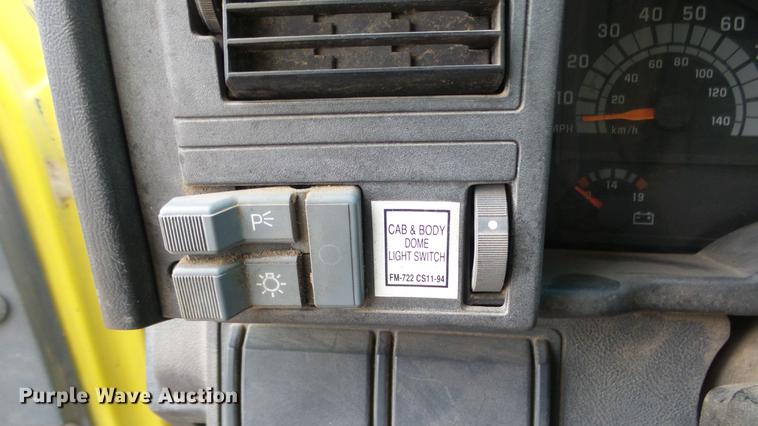 10 20 30 40 50 60
20 40 60 80 100 120 140
MPH km/h
14 19
P
CAB & BODY
DOME
LIGHT SWITCH
FM-722 CS11-94
Purple Wave Auction